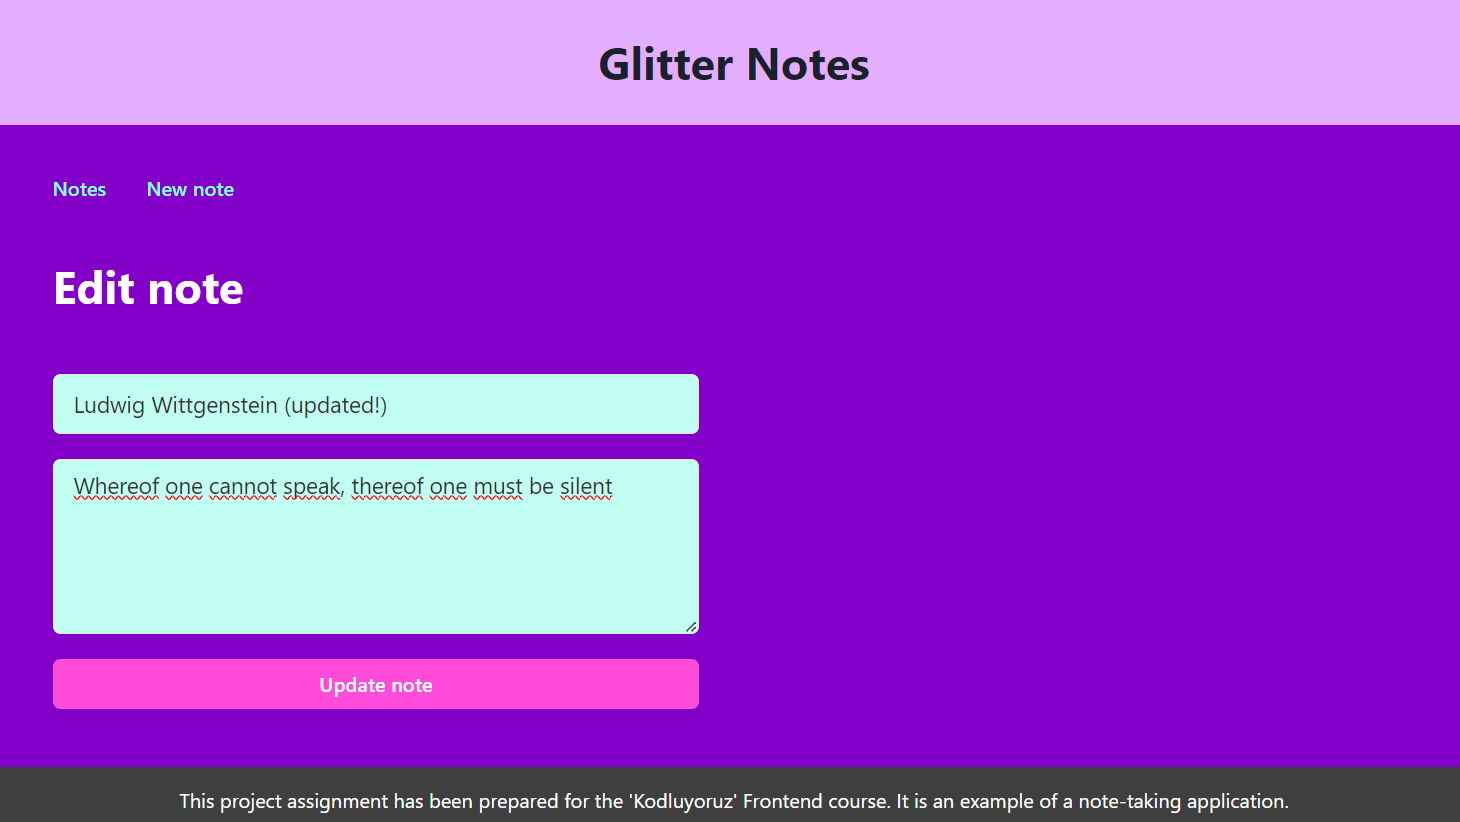 Glitter Notes
Notes New note
Edit note
Ludwig Wittgenstein (updated!)
Whereof one cannot speak, thereof one must be silent
Update note
This project assignment has been prepared for the 'Kodluyoruz' Frontend course. It is an example of a note-taking application.